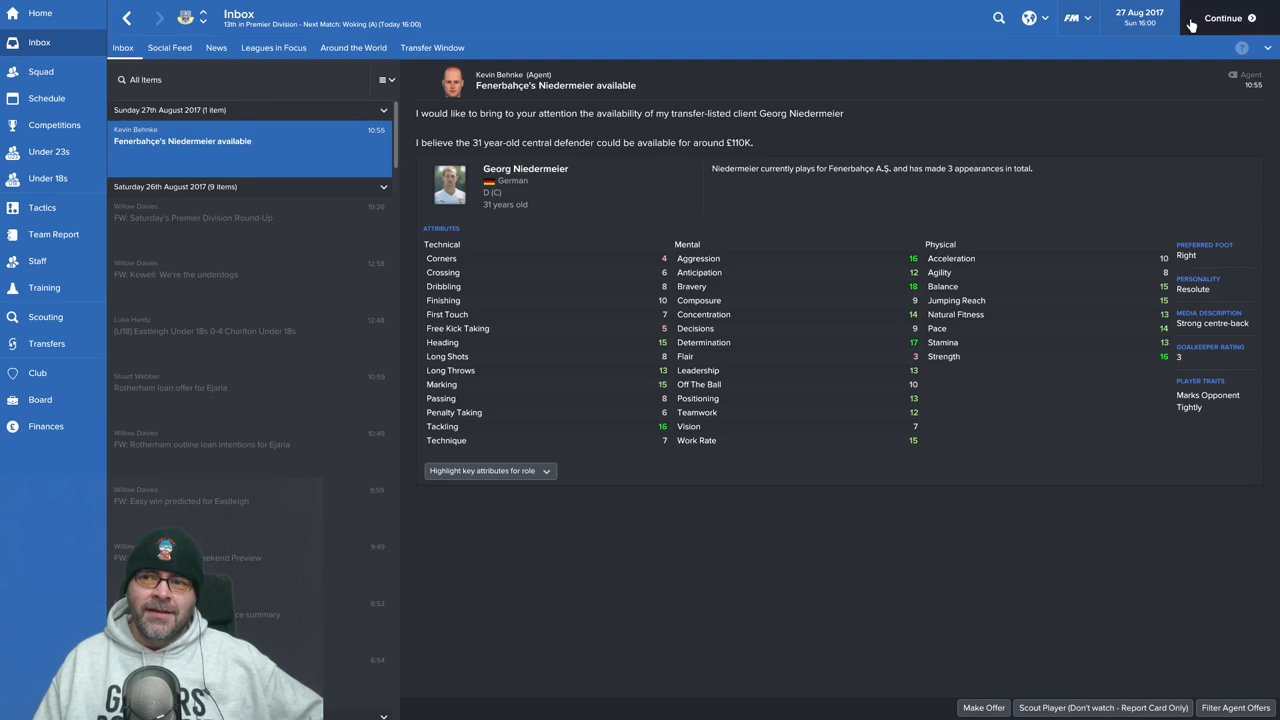 Home
Inbox
Squad
Schedule
Competitions
Under 23s
Under 18s
Tactics
Team Report
Staff
Training
Scouting
Transfers
Club
Board
Finances
Inbox
13th in Premier Division - Next Match: Woking (A) (Today 16:00)
FM
27 Aug 2017
Sun 16:00
Continue
Inbox
Social Feed
News
Leagues in Focus
Around the World
Transfer Window
?
All Items
Sunday 27th August 2017 (1 item)
Kevin Behnke 10:55
Fenerbahçe's Niedermeier available
Saturday 26th August 2017 (9 items)
Willow Davies 19:26
FW: Saturday's Premier Division Round-Up
Willow Davies 12:58
FW: Kewell: We're the underdogs
Luke Hardy 12:48
(U18) Eastleigh Under 18s 0-4 Charlton Under 18s
Stuart Webber 10:59
Rotherham loan offer for Ejaria
Willow Davies 10:49
FW: Rotherham outline loan intentions for Ejaria
Willow Davies 9:59
FW: Easy win predicted for Eastleigh
Willow 9:49
FW: eekend Preview
8:53
ce summary
6:54
Kevin Behnke (Agent)
Fenerbahçe's Niedermeier available
Agent
10:55
I would like to bring to your attention the availability of my transfer-listed client Georg Niedermeier
I believe the 31 year-old central defender could be available for around £110K.
Georg Niedermeier
German
D (C)
31 years old
Niedermeier currently plays for Fenerbahçe A.Ş. and has made 3 appearances in total.
ATTRIBUTES
Technical
Corners 4
Crossing 6
Dribbling 8
Finishing 10
First Touch 7
Free Kick Taking 5
Heading 15
Long Shots 8
Long Throws 13
Marking 15
Passing 8
Penalty Taking 6
Tackling 16
Technique 7
Mental
Aggression 16
Anticipation 12
Bravery 18
Composure 9
Concentration 14
Decisions 9
Determination 17
Flair 3
Leadership 13
Off The Ball 10
Positioning 13
Teamwork 12
Vision 7
Work Rate 15
Physical
Acceleration 10
Agility 8
Balance 15
Jumping Reach 15
Natural Fitness 13
Pace 14
Stamina 13
Strength 16
PREFERRED FOOT
Right
PERSONALITY
Resolute
MEDIA DESCRIPTION
Strong centre-back
GOALKEEPER RATING
3
PLAYER TRAITS
Marks Opponent
Tightly
Highlight key attributes for role
Make Offer
Scout Player (Don't watch - Report Card Only)
Filter Agent Offers